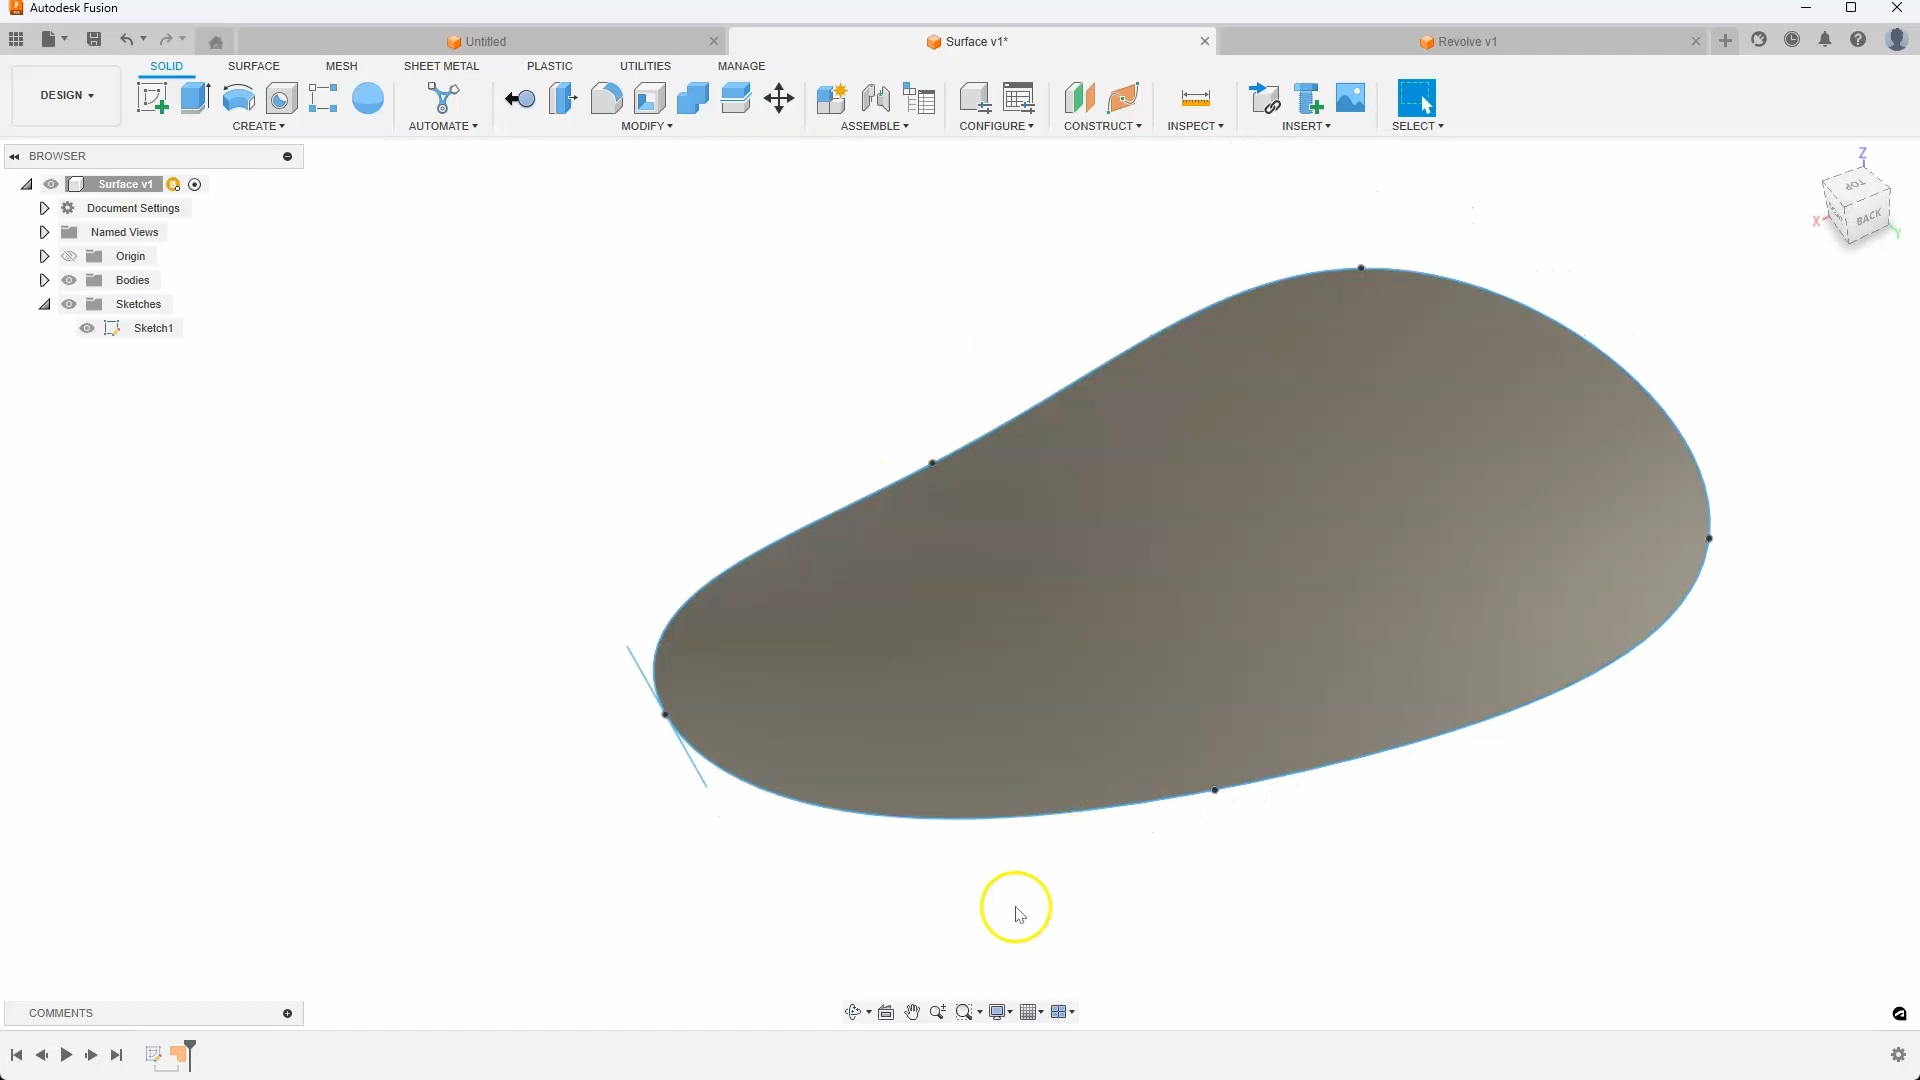 Autodesk Fusion
Untitled
Surface v1*
Revolve v1
DESIGN
SOLID
SURFACE
MESH
SHEET METAL
PLASTIC
UTILITIES
MANAGE
CREATE
AUTOMATE
MODIFY
ASSEMBLE
CONFIGURE
CONSTRUCT
INSPECT
INSERT
SELECT
BROWSER
Surface v1
Document Settings
Named Views
Origin
Bodies
Sketches
Sketch1
Z
TOP
BACK
X
Y
COMMENTS